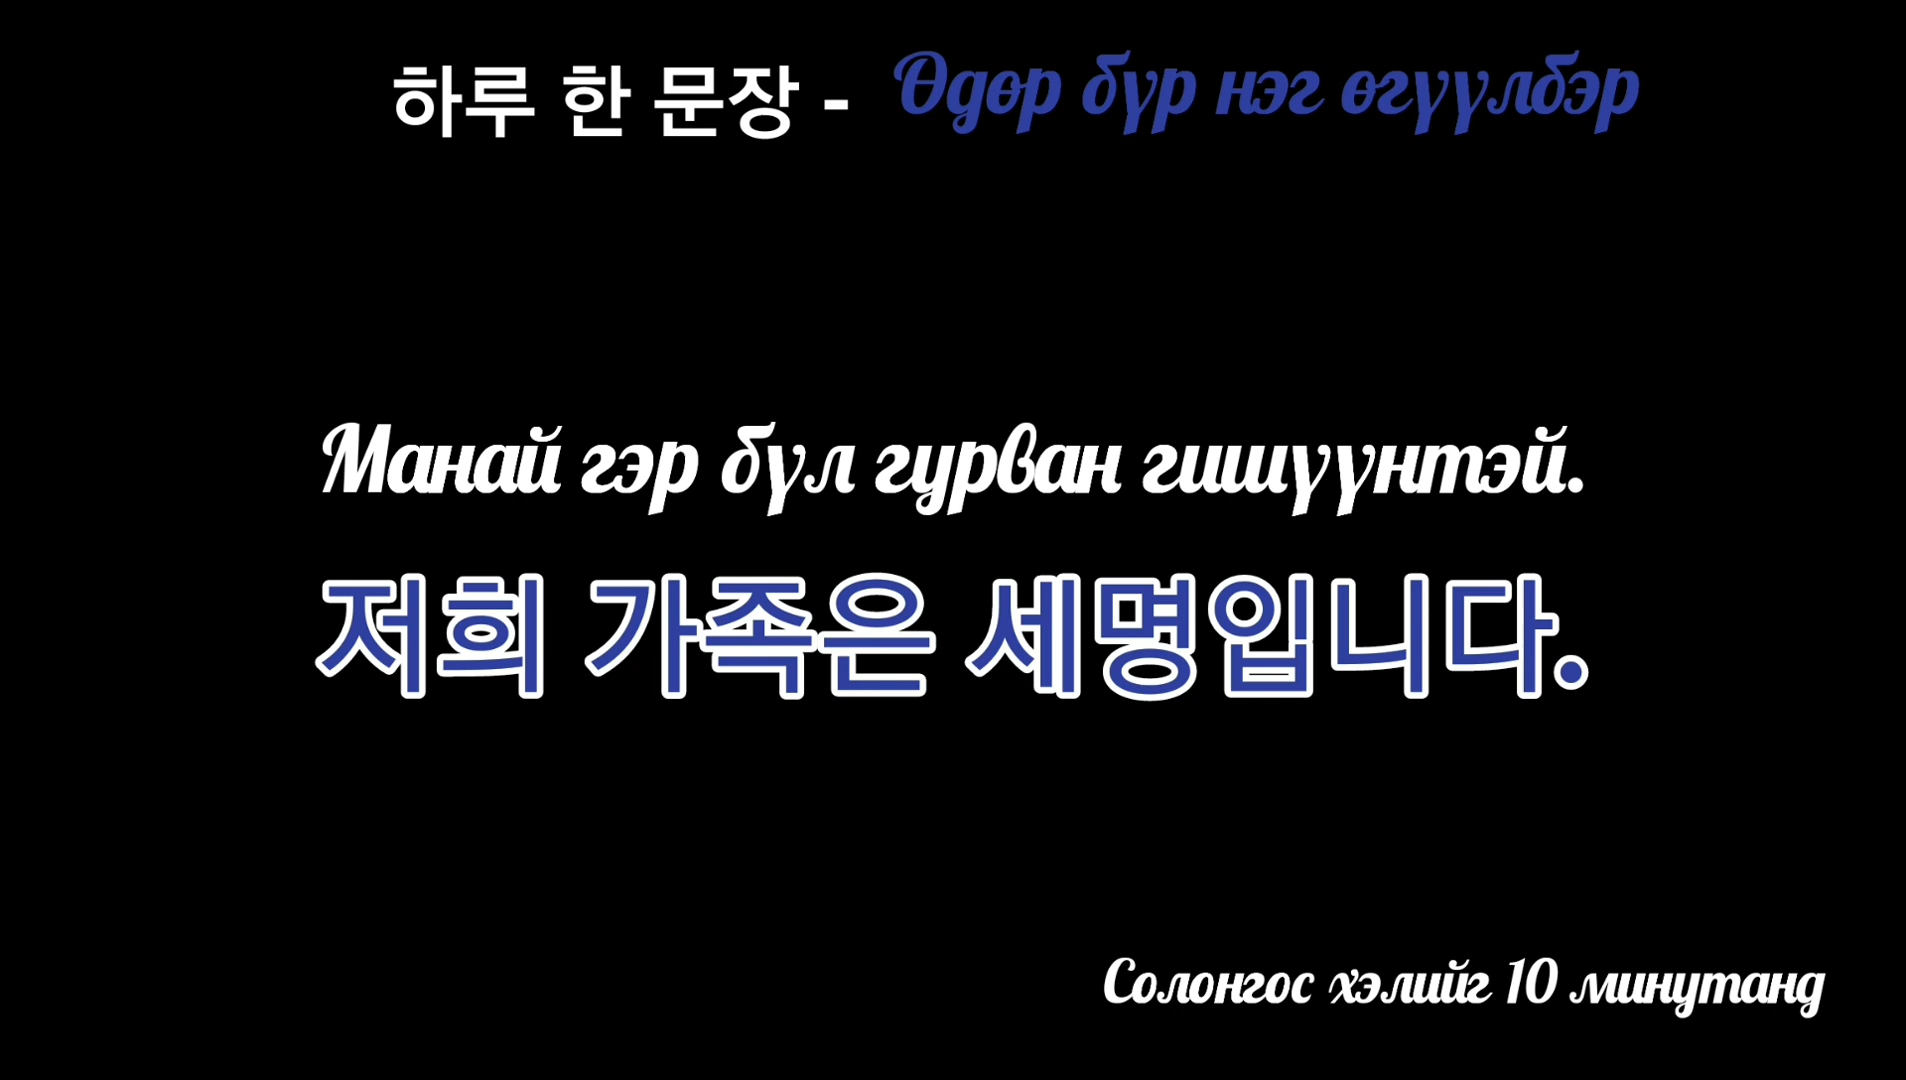 하루 한 문장 - Өдөр бүр нэг өгүүлбэр
Манай гэр бүл гурван гишүүнтэй.
저희 가족은 세명입니다.
Солонгос хэлийг 10 минутанд